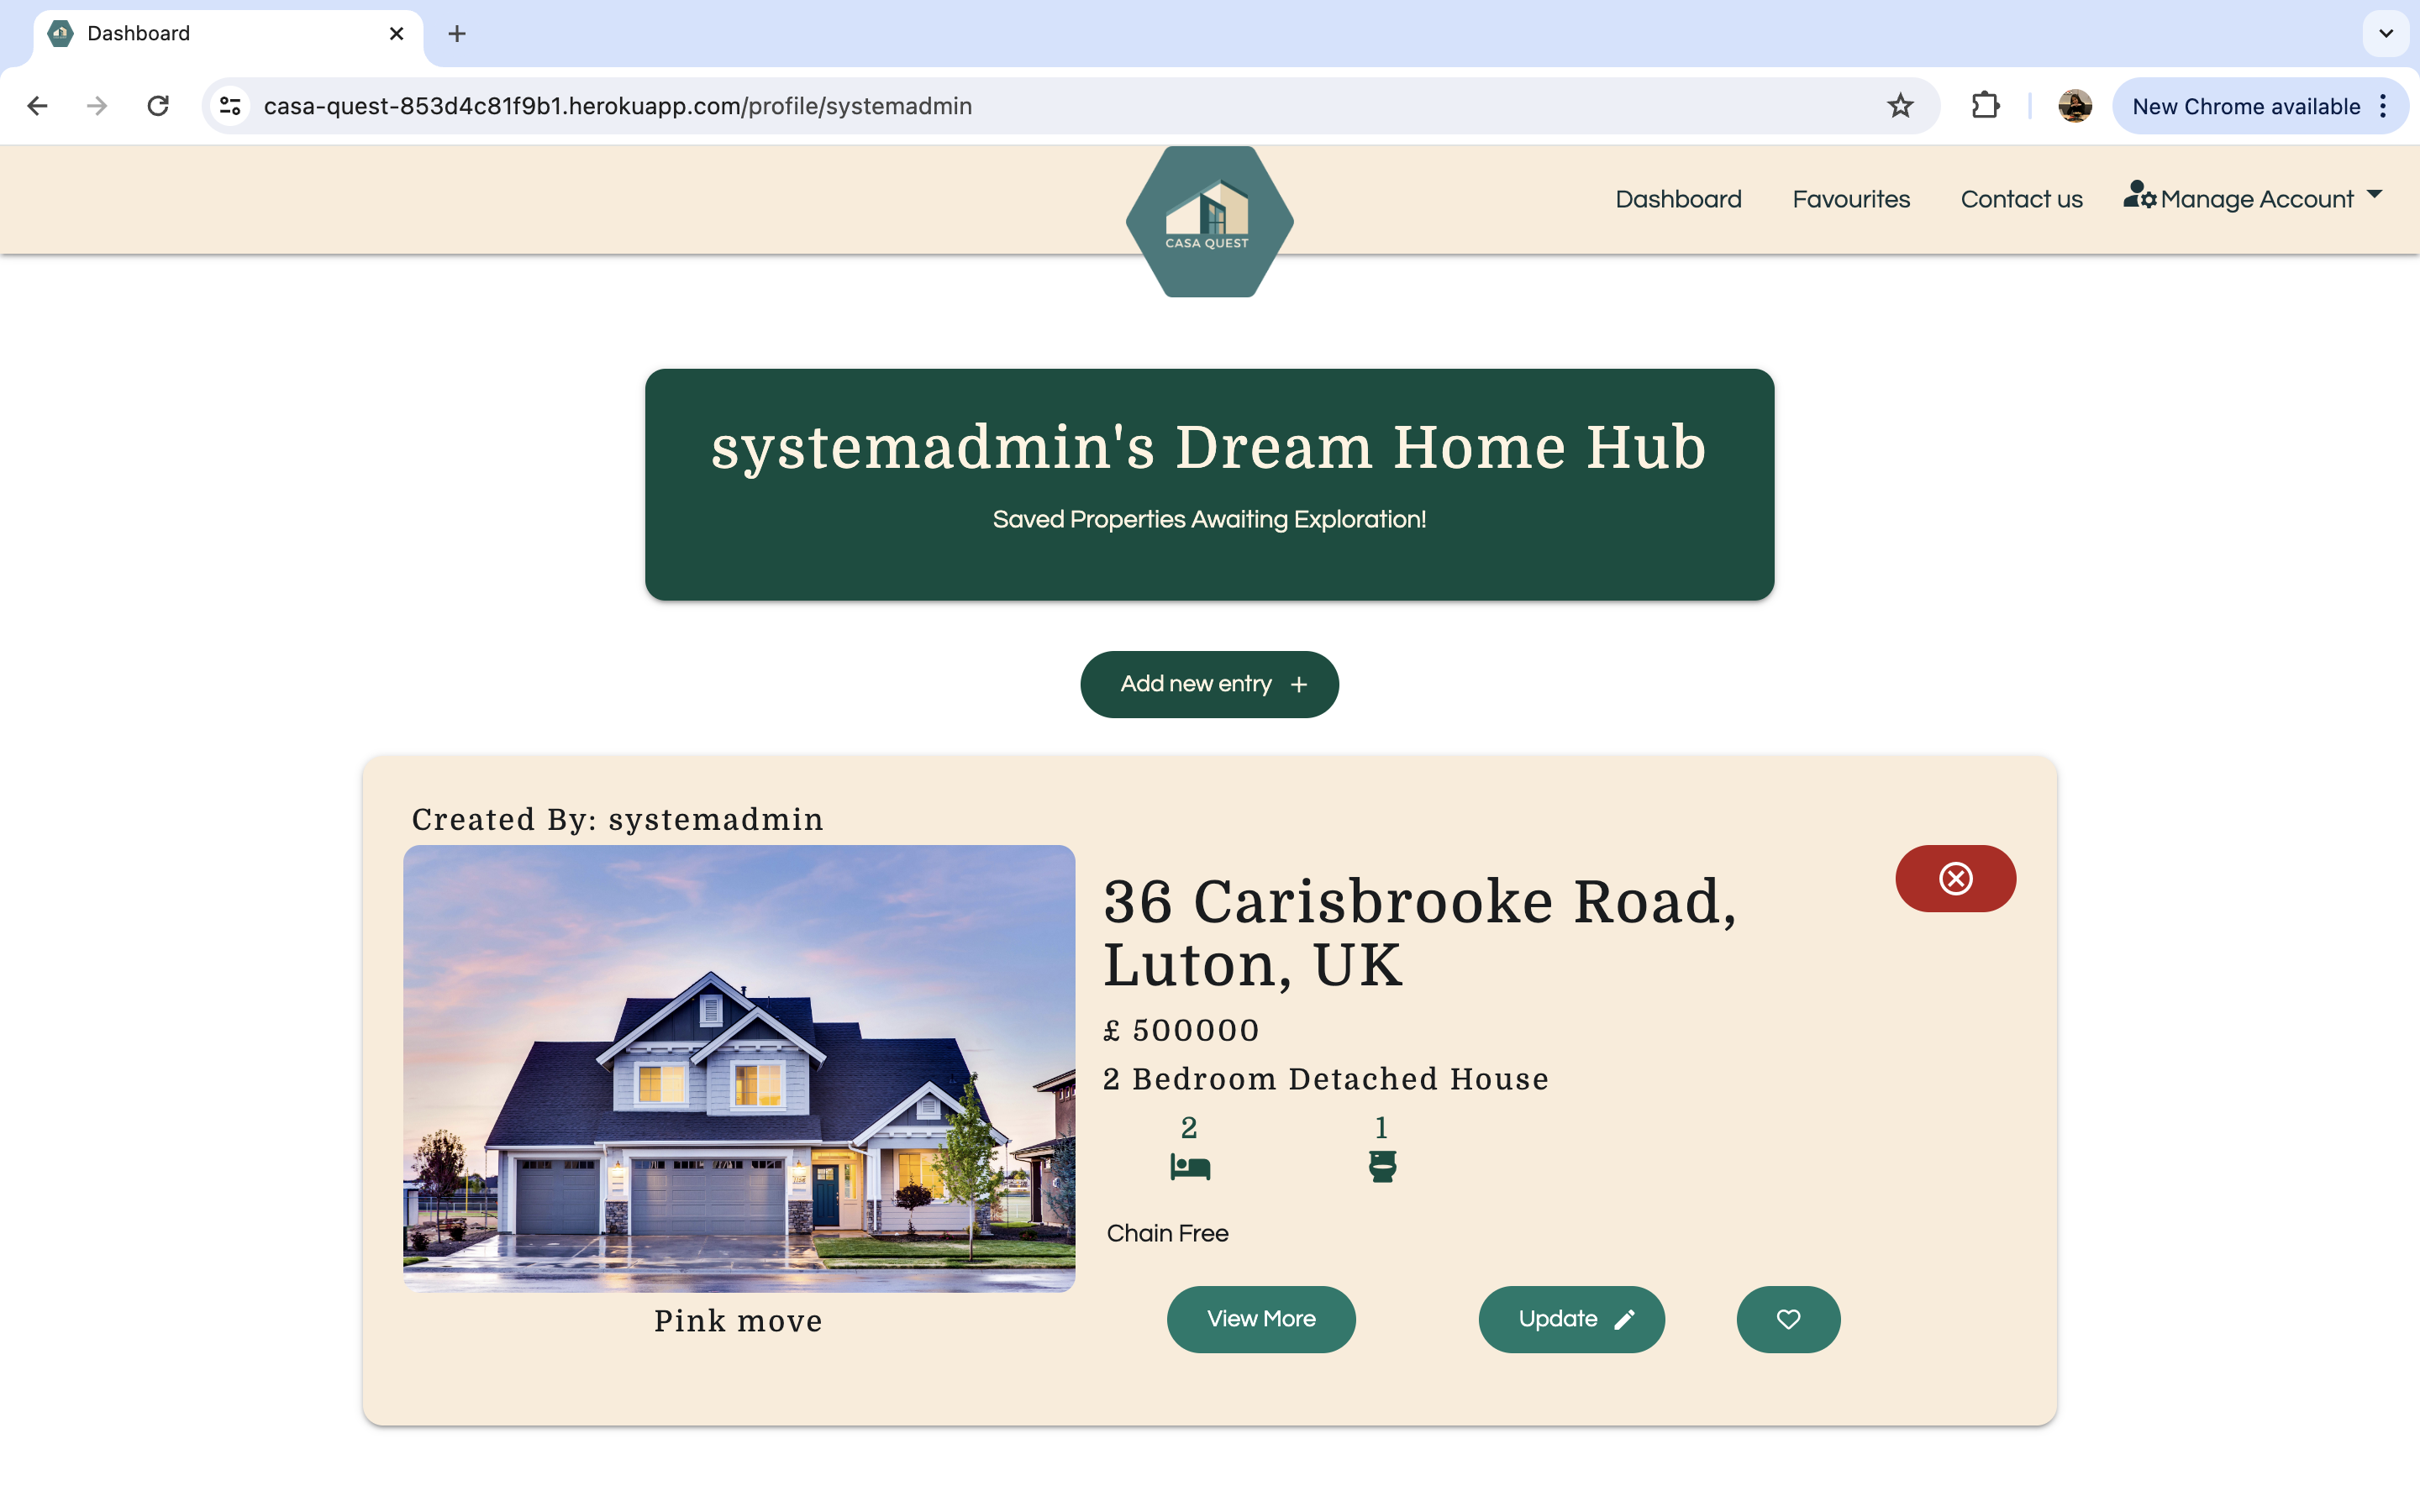 Dashboard
casa-quest-853d4c81f9b1.herokuapp.com/profile/systemadmin
New Chrome available
CASA QUEST
Dashboard
Favourites
Contact us
Manage Account
systemadmin's Dream Home Hub
Saved Properties Awaiting Exploration!
Add new entry +
Created By: systemadmin
36 Carisbrooke Road,
Luton, UK
£ 500000
2 Bedroom Detached House
2
1
Chain Free
Pink move
View More
Update